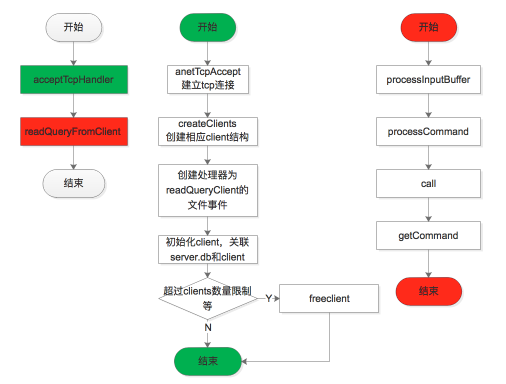 开始
acceptTcpHandler
readQueryFromClient
结束
开始
anetTcpAccept
建立tcp连接
createClients
创建相应client结构
创建处理器为
readQueryClient的
文件事件
初始化client，关联
server.db和client
超过clients数量限制
等
Y
freeclient
N
结束
开始
processInputBuffer
processCommand
call
getCommand
结束